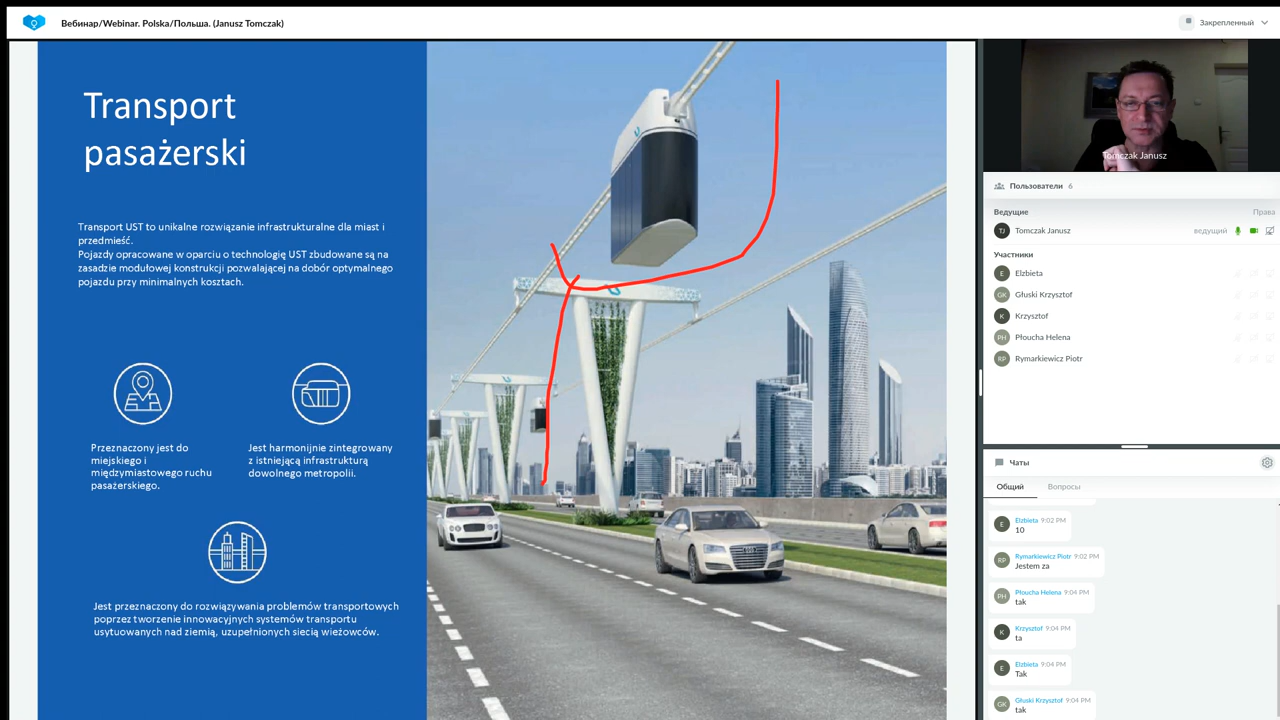 Вебинар/Webinar. Polska/Польша. (Janusz Tomczak)
Закрепленный
Transport
pasażerski
Transport UST to unikalne rozwiązanie infrastrukturalne dla miast i
przedmieść.
Pojazdy opracowane w oparciu o technologię UST zbudowane są na
zasadzie modułowej konstrukcji pozwalającej na dobór optymalnego
pojazdu przy minimalnych kosztach.
Przeznaczony jest do
miejskiego i
międzymiastowego ruchu
pasażerskiego.
Jest harmonijnie zintegrowany
z istniejącą infrastrukturą
dowolnego metropolii.
Jest przeznaczony do rozwiązywania problemów transportowych
poprzez tworzenie innowacyjnych systemów transportu
usytuowanych nad ziemią, uzupełnionych siecią wieżowców.
Tomczak Janusz
Пользователи 6
Ведущие Права
TJ Tomczak Janusz ведущий
Участники
E Elzbieta
GK Głuski Krzysztof
K Krzysztof
PH Płoucha Helena
RP Rymarkiewicz Piotr
Чаты
Общий Вопросы
E Elzbieta 9:02 PM
10
RP Rymarkiewicz Piotr 9:02 PM
Jestem za
PH Płoucha Helena 9:04 PM
tak
K Krzysztof 9:04 PM
ta
E Elzbieta 9:04 PM
Tak
GK Głuski Krzysztof 9:04 PM
tak